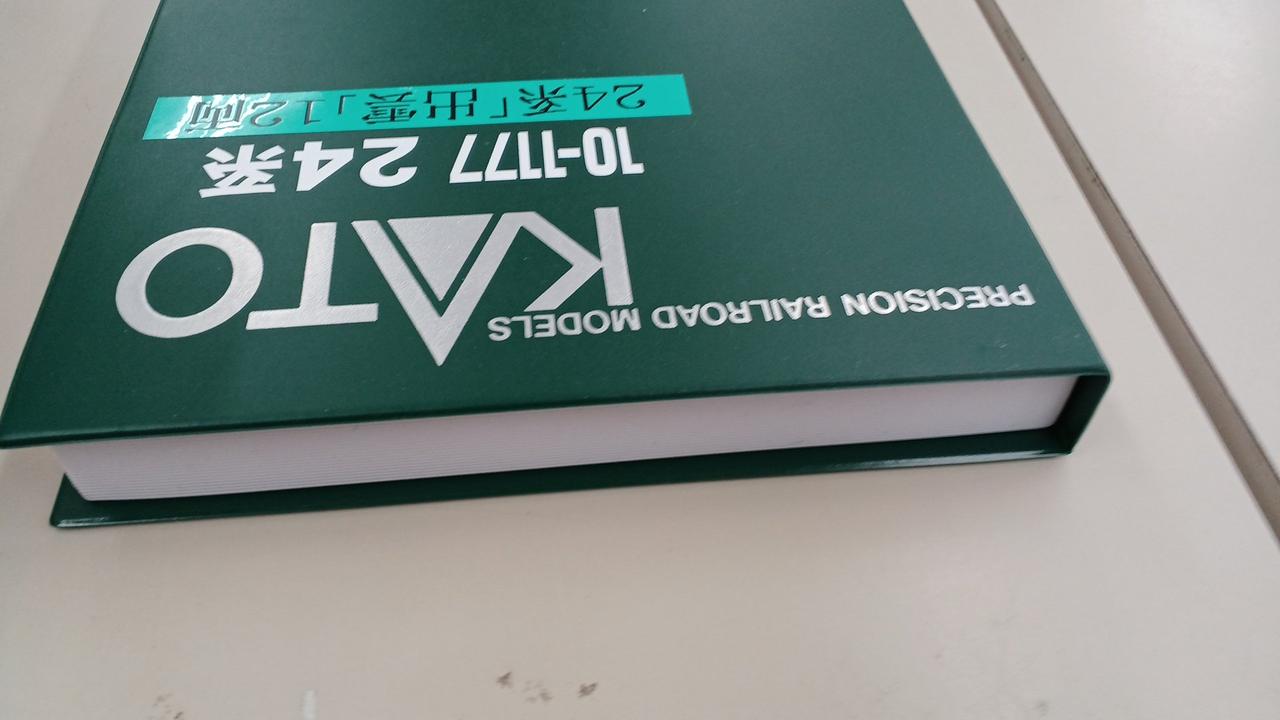 PRECISION RAILROAD MODELS
KATO
10-1177 24系
24系「出雲」12両